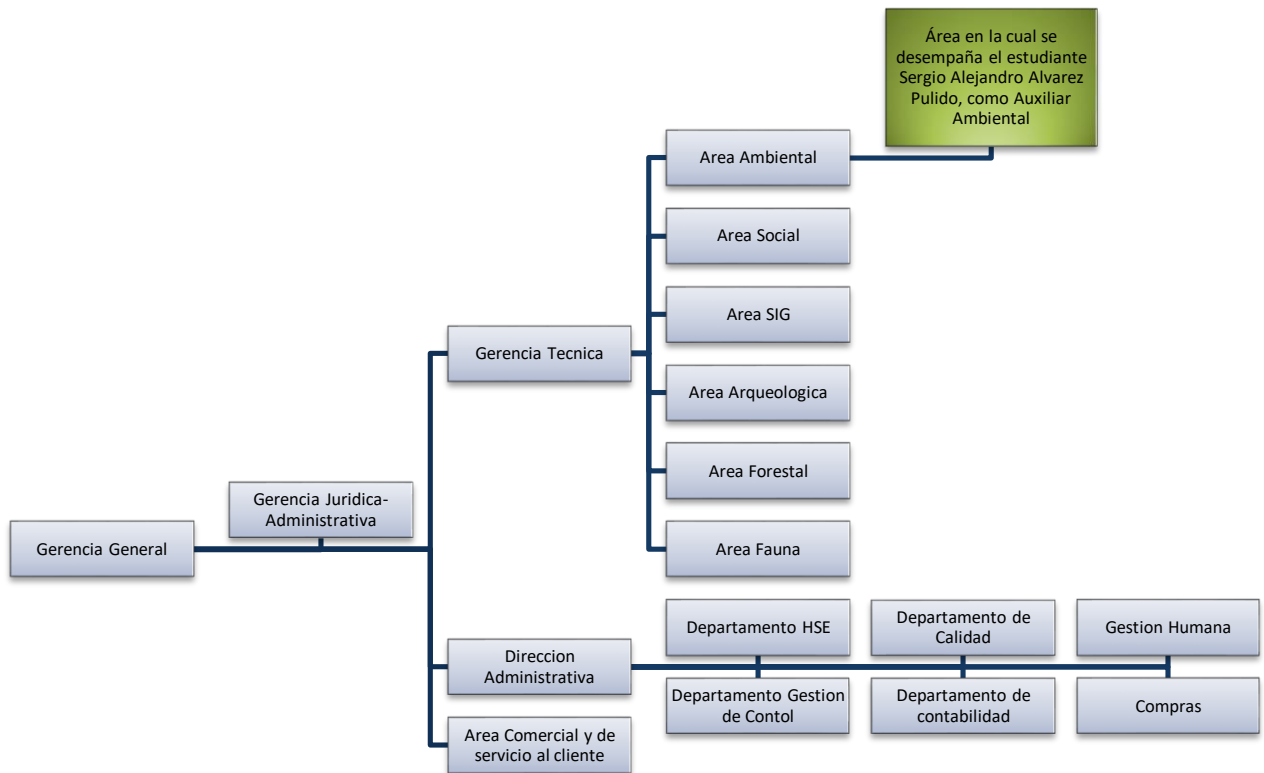 Área en la cual se
desempaña el estudiante
Sergio Alejandro Alvarez
Pulido, como Auxiliar
Ambiental
Area Ambiental
Area Social
Area SIG
Gerencia Tecnica
Area Arqueologica
Area Forestal
Gerencia Juridica-
Administrativa
Gerencia General
Area Fauna
Departamento HSE
Departamento de
Calidad
Gestion Humana
Direccion
Administrativa
Departamento Gestion
de Contol
Departamento de
contabilidad
Compras
Area Comercial y de
servicio al cliente